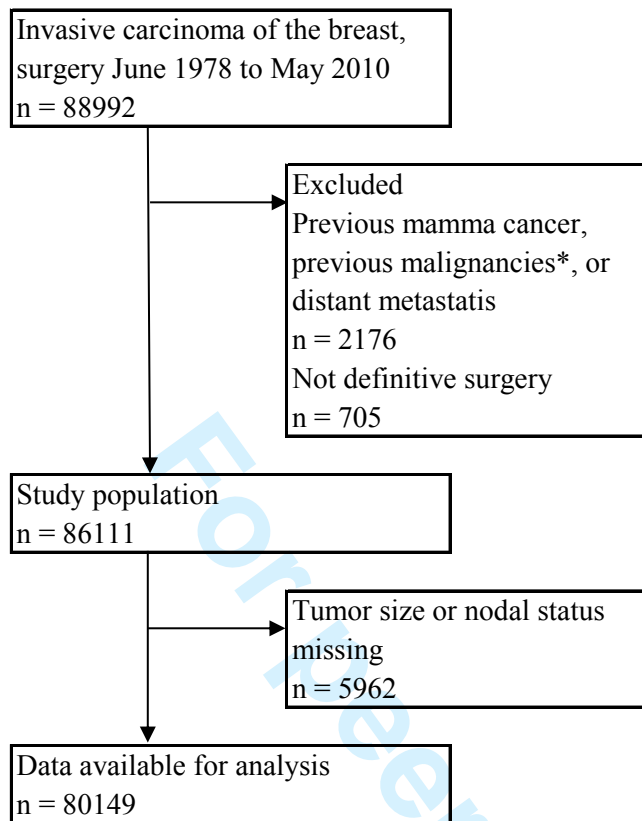 Invasive carcinoma of the breast,
surgery June 1978 to May 2010
n = 88992
Excluded
Previous mamma cancer,
previous malignancies*, or
distant metastatis
n = 2176
Not definitive surgery
n = 705
Study population
n = 86111
Tumor size or nodal status
missing
n = 5962
Data available for analysis
n = 80149
For peer